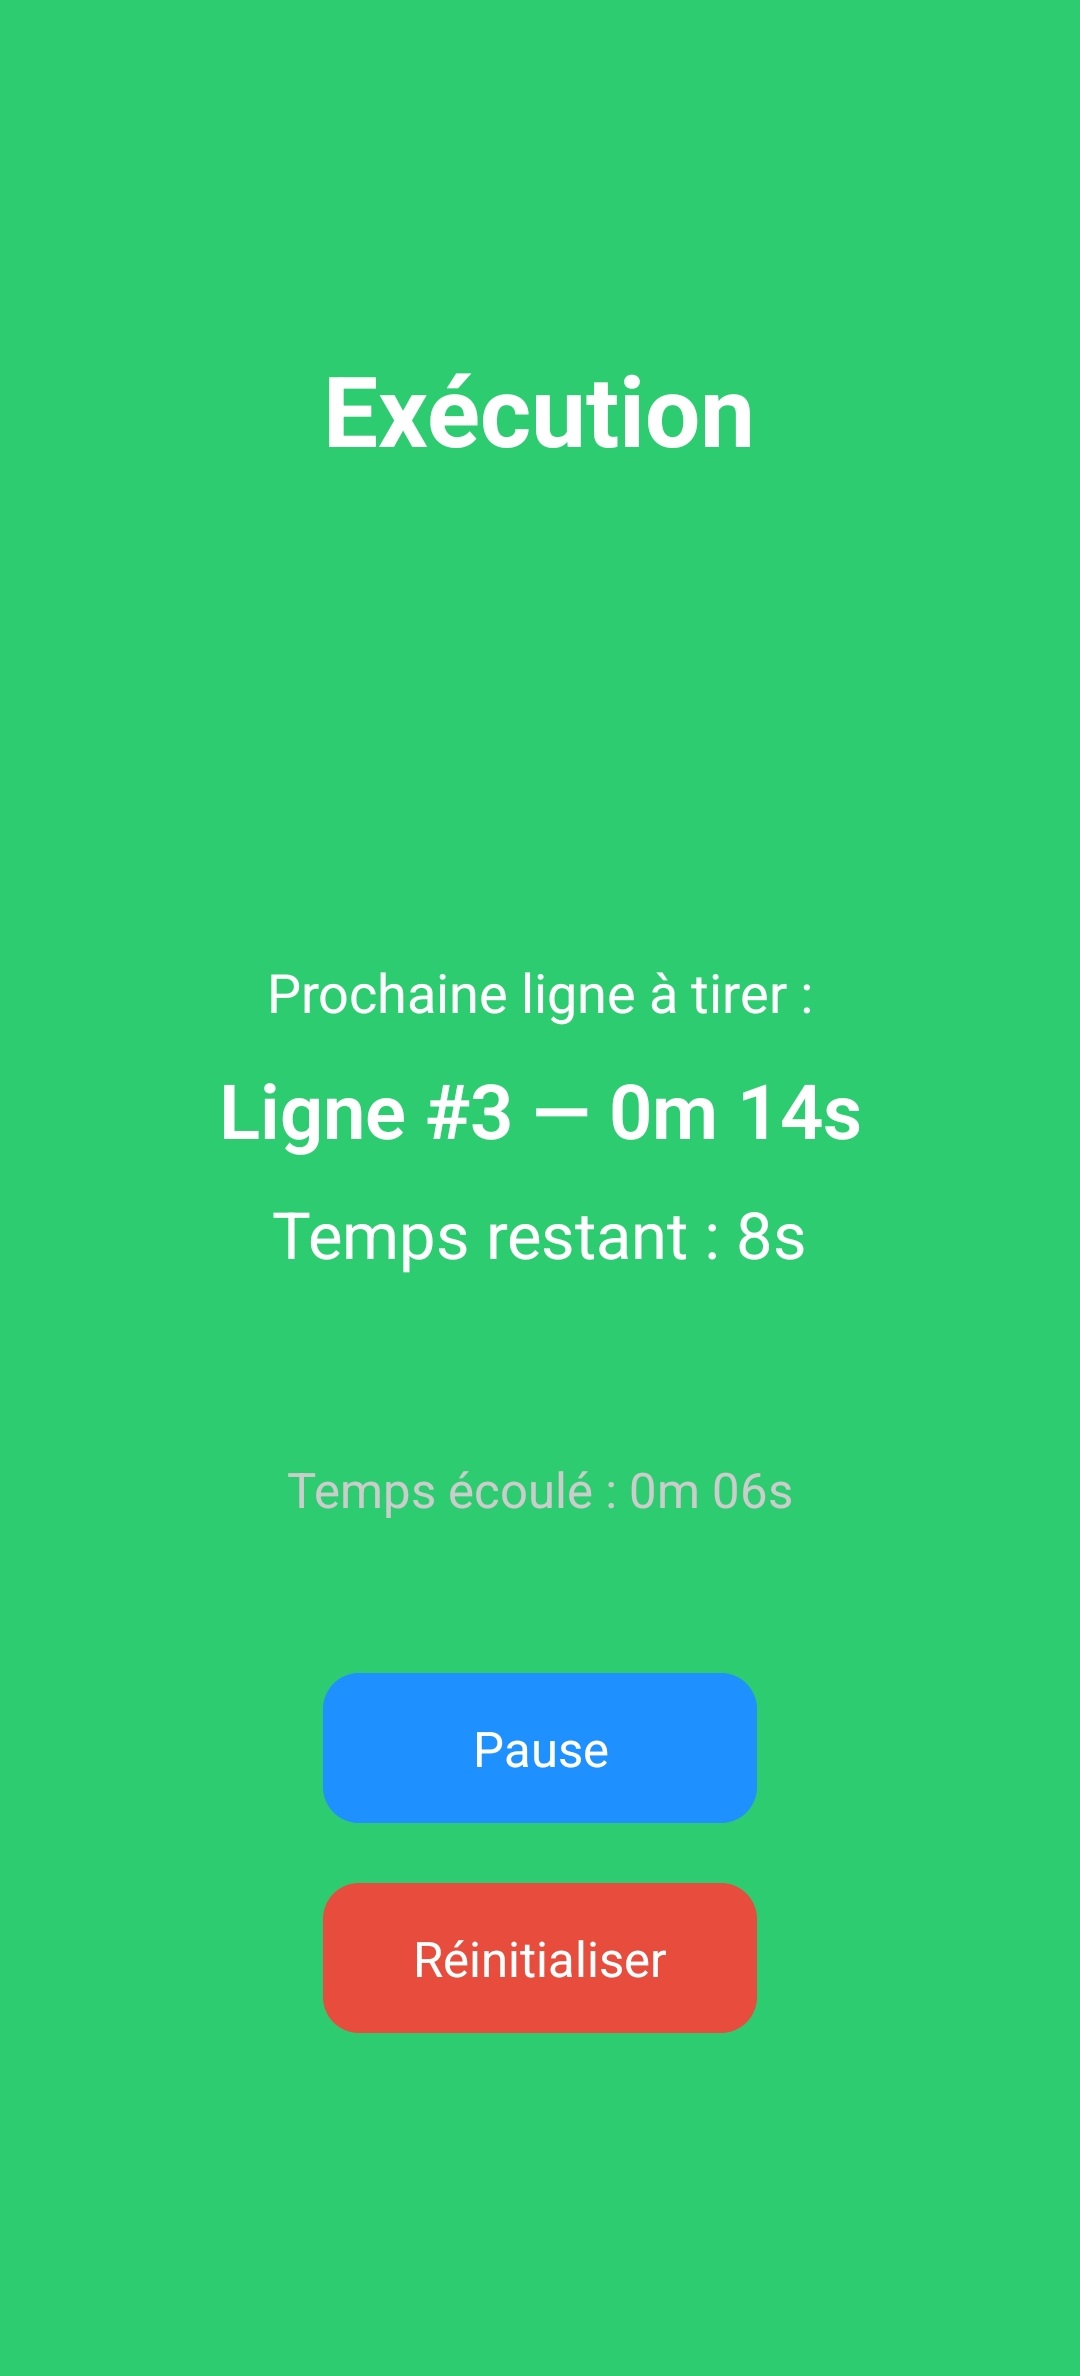 Exécution
Prochaine ligne à tirer :
Ligne #3 — 0m 14s
Temps restant : 8s
Temps écoulé : 0m 06s
Pause
Réinitialiser